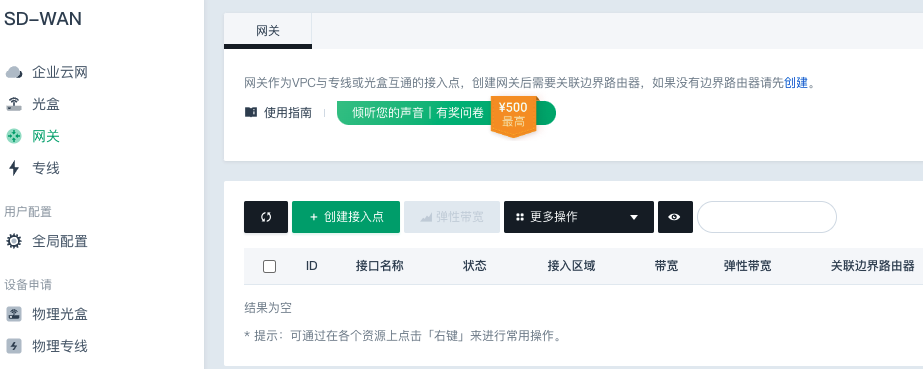 SD-WAN
企业云网
光盒
网关
专线
用户配置
全局配置
设备申请
物理光盒
物理专线
网关
网关作为VPC与专线或光盒互通的接入点，创建网关后需要关联边界路由器，如果没有边界路由器请先创建。
使用指南
倾听您的声音｜有奖问卷
¥500
最高
+ 创建接入点
弹性带宽
更多操作
ID 接口名称 状态 接入区域 带宽 弹性带宽 关联边界路由器
结果为空
* 提示：可通过在各个资源上点击「右键」来进行常用操作。